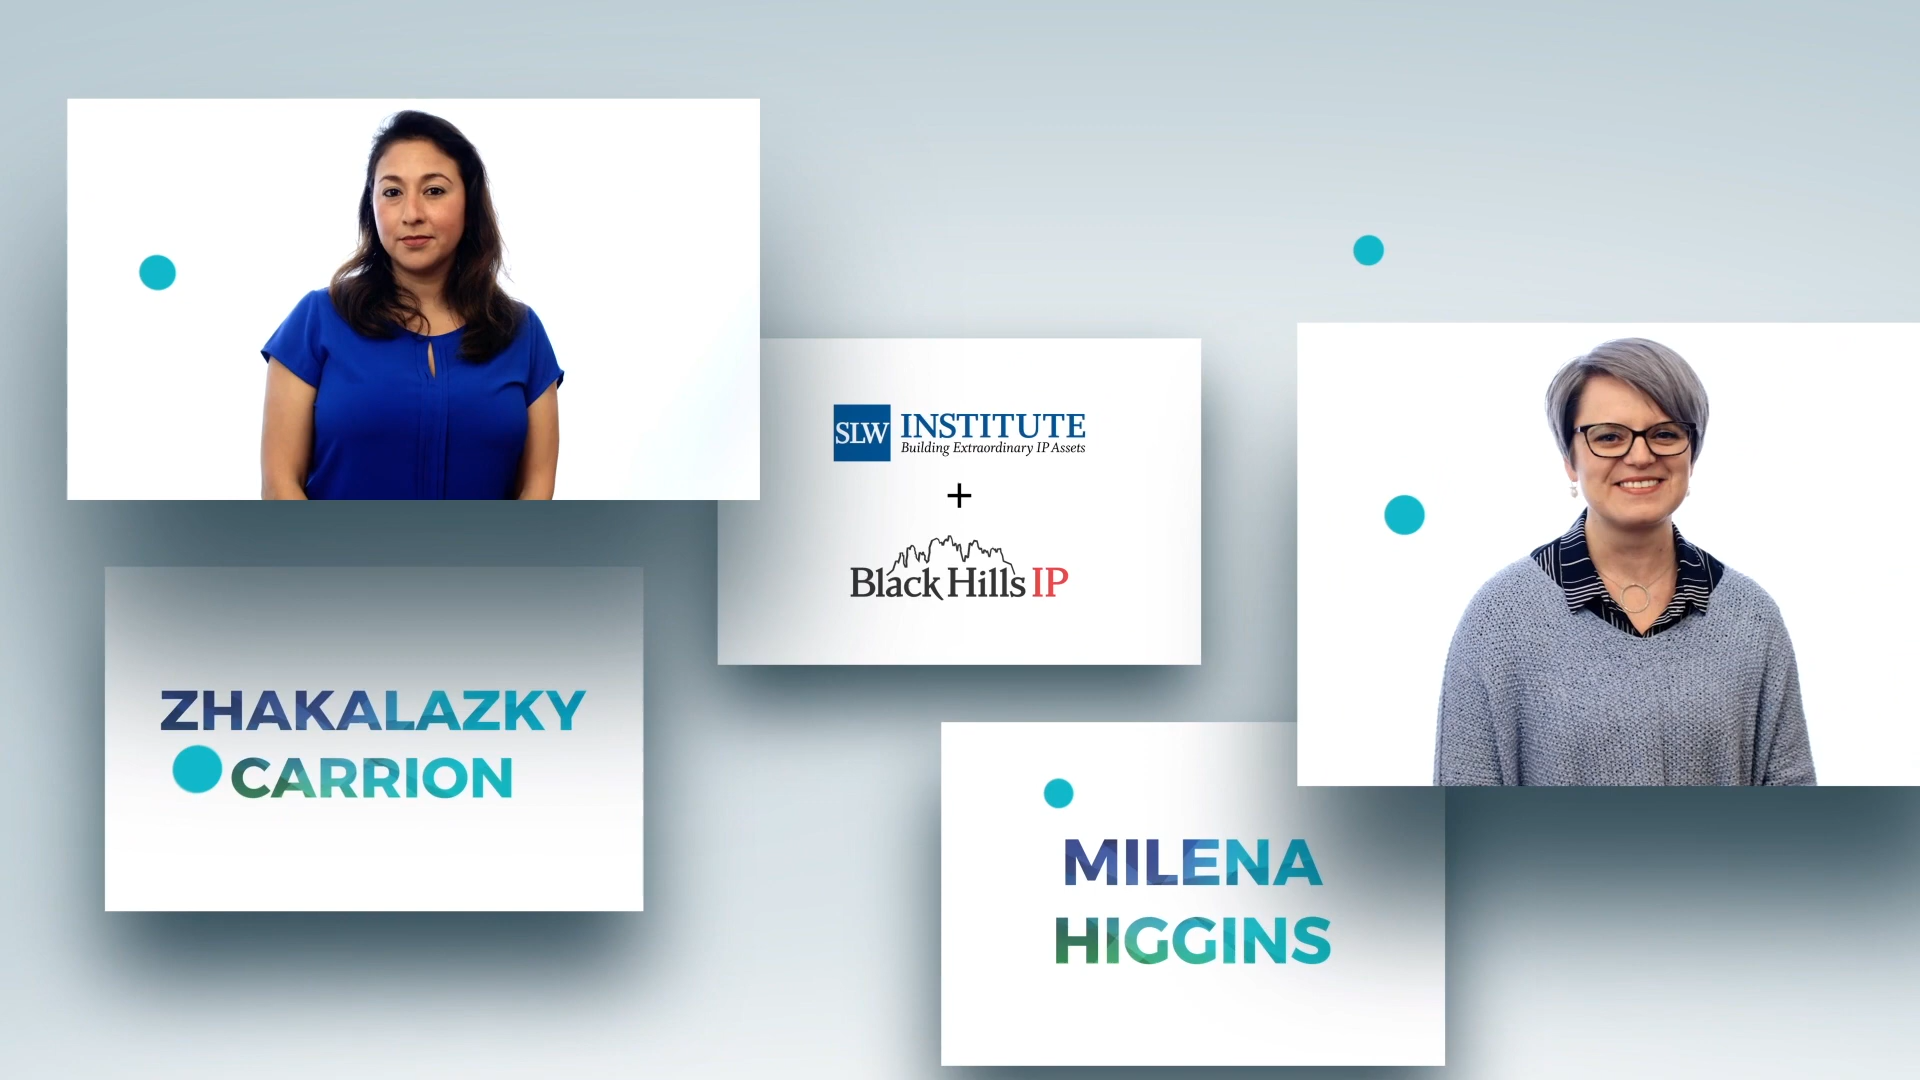 SLW INSTITUTE
Building Extraordinary IP Assets
+
Black Hills IP
ZHAKALAZKY
CARRION
MILENA
HIGGINS